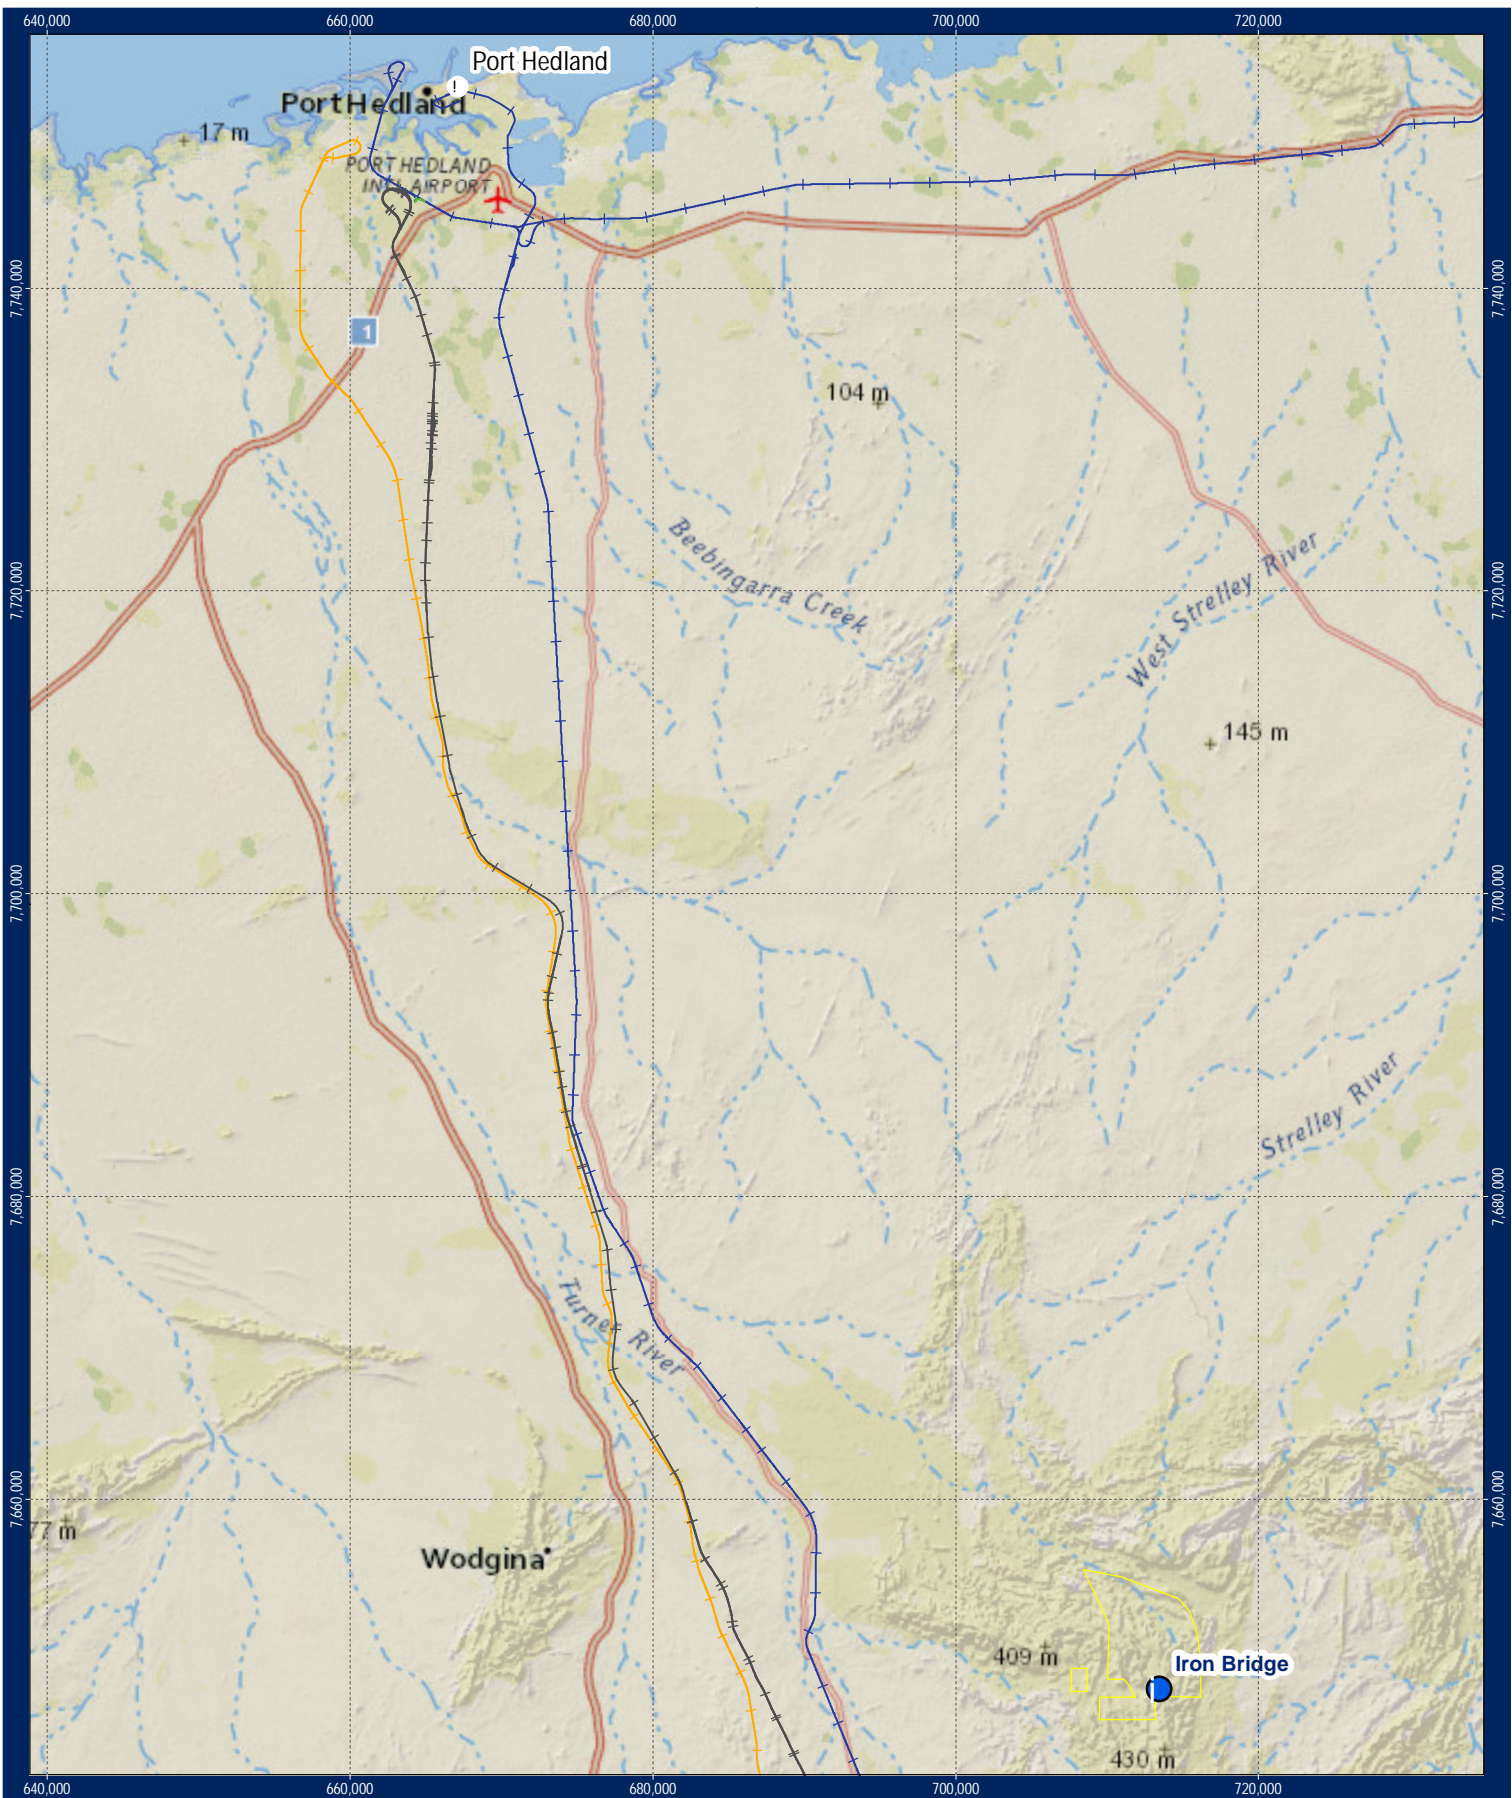 640,000
660,000
680,000
700,000
720,000
Port Hedland
!
Port Hedland
17 m
PORT HEDLAND
INTL AIRPORT
7,740,000
7,740,000
1
104 m
Beebingarra Creek
West Strelley River
7,720,000
7,720,000
145 m
7,700,000
7,700,000
Strelley River
7,680,000
7,680,000
Turner River
7,660,000
7,660,000
77 m
Wodgina
409 m
Iron Bridge
430 m
640,000
660,000
680,000
700,000
720,000